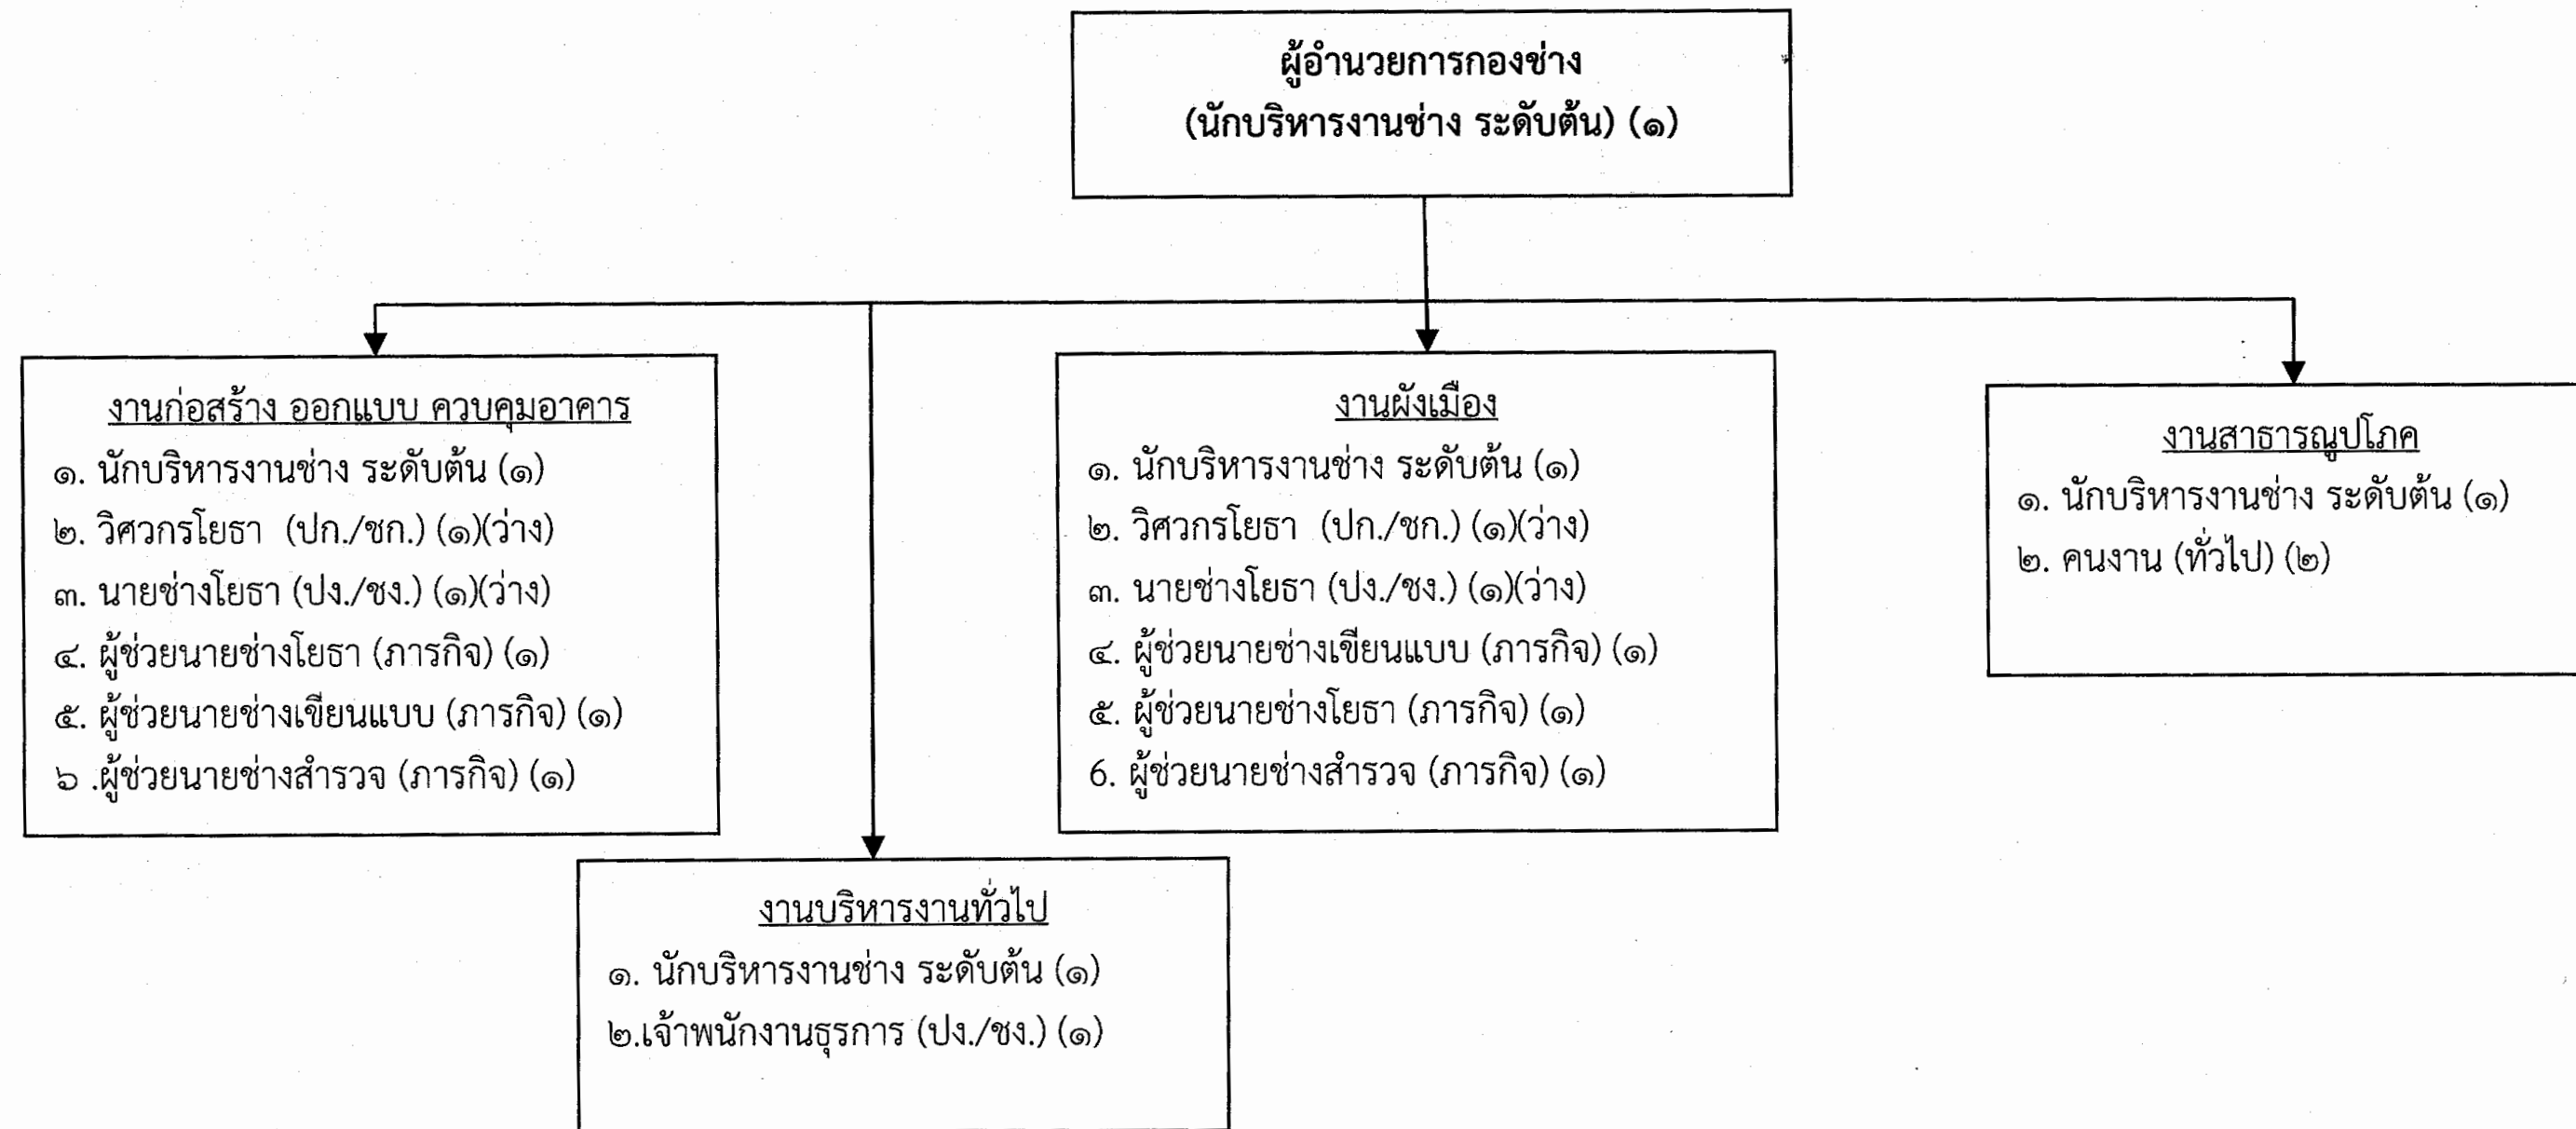 ผู้อำนวยการกองช่าง
(นักบริหารงานช่าง ระดับต้น) (๑)
งานก่อสร้าง ออกแบบ ควบคุมอาคาร
๑. นักบริหารงานช่าง ระดับต้น (๑)
๒. วิศวกรโยธา (ปก./ชก.) (๑)(ว่าง)
๓. นายช่างโยธา (ปง./ชง.) (๑)(ว่าง)
๔. ผู้ช่วยนายช่างโยธา (ภารกิจ) (๑)
๕. ผู้ช่วยนายช่างเขียนแบบ (ภารกิจ) (๑)
๖ .ผู้ช่วยนายช่างสำรวจ (ภารกิจ) (๑)
งานผังเมือง
๑. นักบริหารงานช่าง ระดับต้น (๑)
๒. วิศวกรโยธา (ปก./ชก.) (๑)(ว่าง)
๓. นายช่างโยธา (ปง./ชง.) (๑)(ว่าง)
๔. ผู้ช่วยนายช่างเขียนแบบ (ภารกิจ) (๑)
๕. ผู้ช่วยนายช่างโยธา (ภารกิจ) (๑)
6. ผู้ช่วยนายช่างสำรวจ (ภารกิจ) (๑)
งานสาธารณูปโภค
๑. นักบริหารงานช่าง ระดับต้น (๑)
๒. คนงาน (ทั่วไป) (๒)
งานบริหารงานทั่วไป
๑. นักบริหารงานช่าง ระดับต้น (๑)
๒.เจ้าพนักงานธุรการ (ปง./ชง.) (๑)